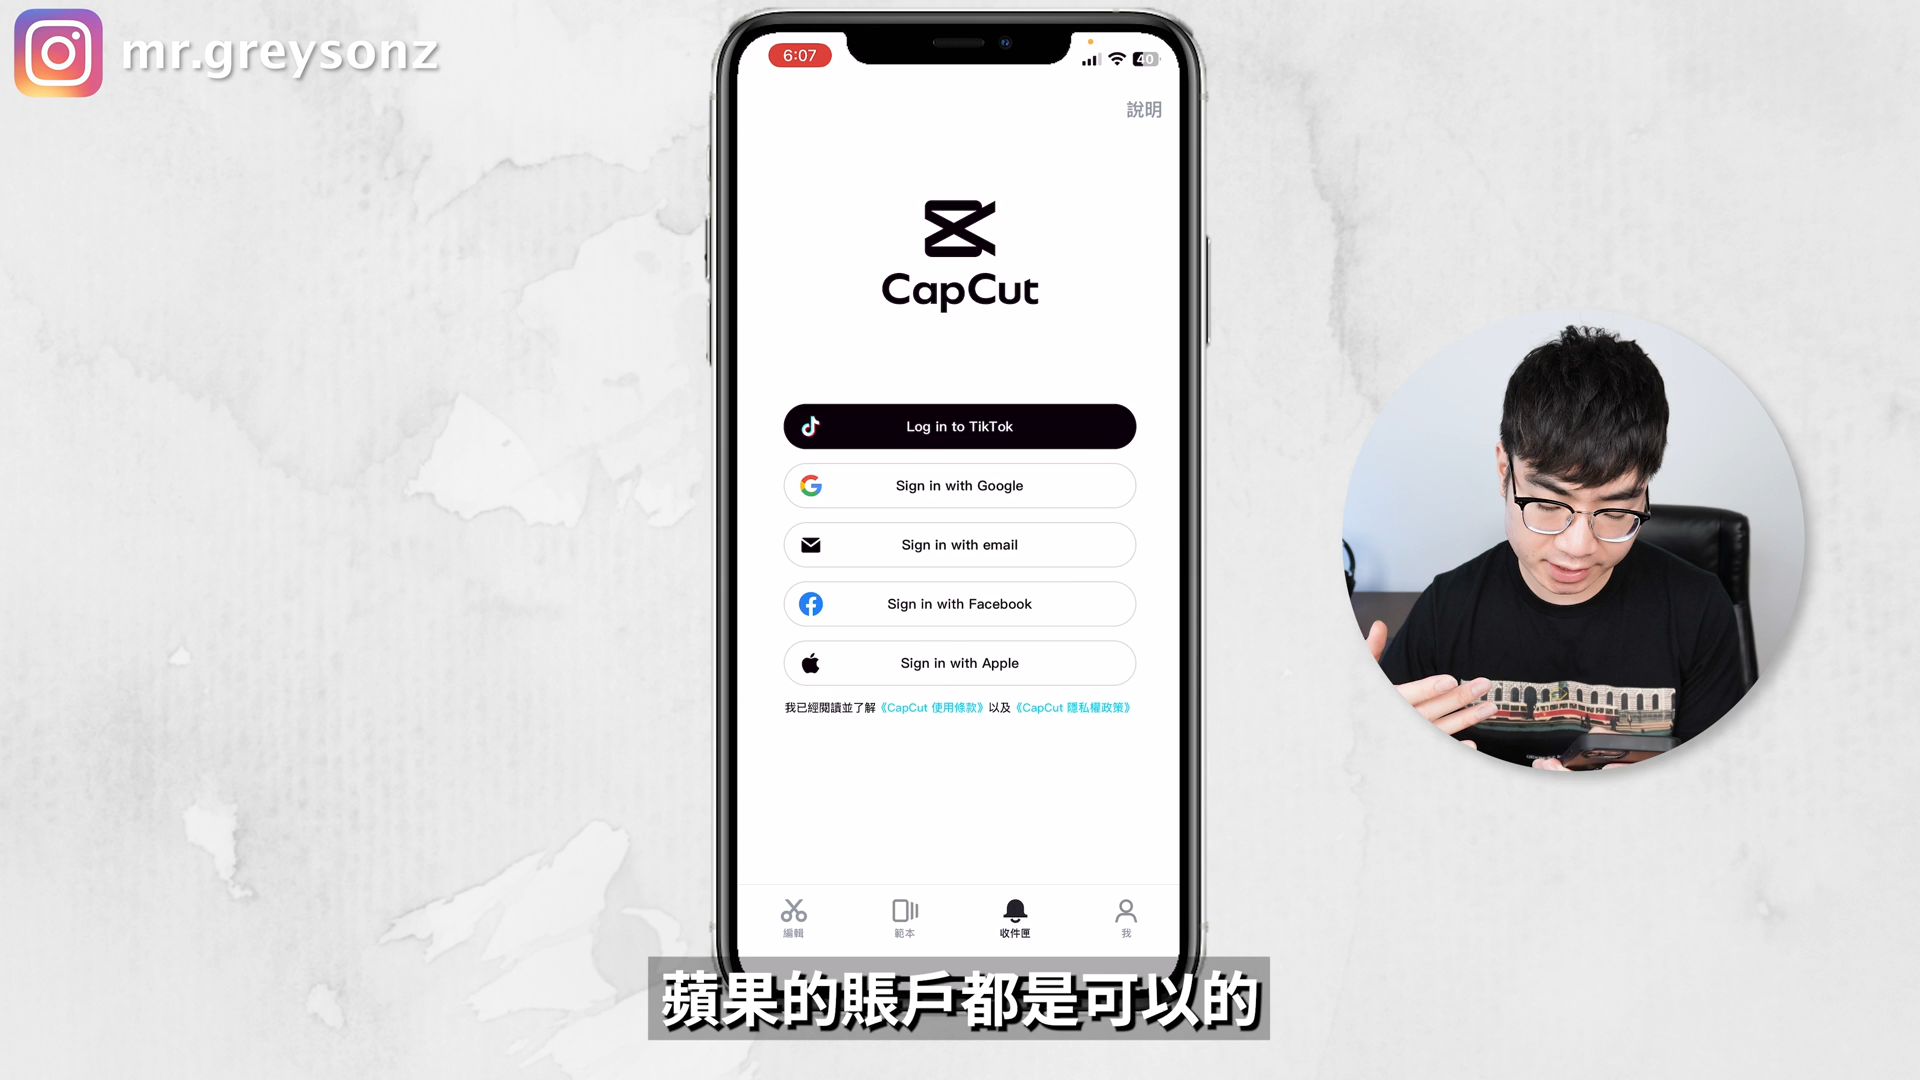 mr.greysonz
6:07
40
說明
CapCut
Log in to TikTok
Sign in with Google
Sign in with email
Sign in with Facebook
Sign in with Apple
我已經閱讀並了解《CapCut 使用條款》以及《CapCut 隱私權政策》
編輯
範本
收件匣
我
蘋果的賬戶都是可以的